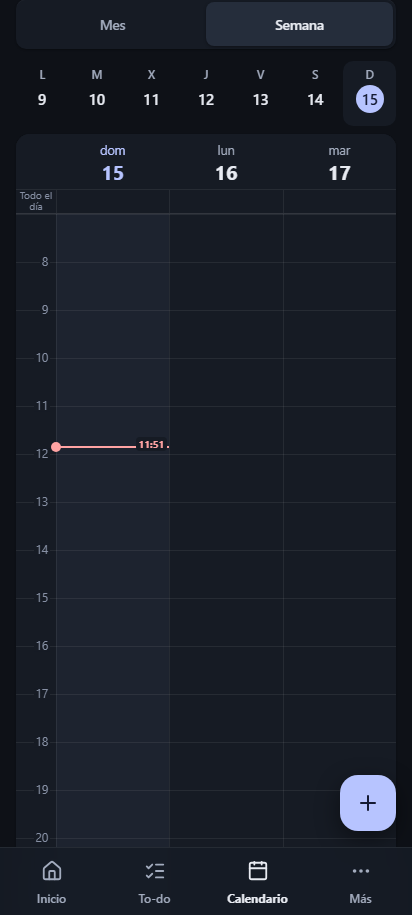 Mes Semana
L M X J V S D
9 10 11 12 13 14 15
dom lun mar
15 16 17
Todo el
día
8
9
10
11
11:51
12
13
14
15
16
17
18
19
20
Inicio To-do Calendario Más